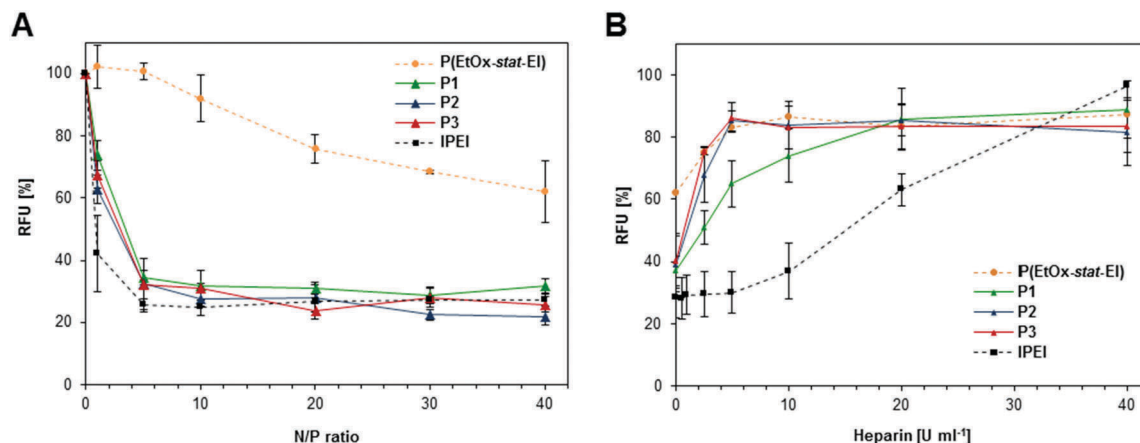 A
RFU [%]
100
80
60
40
20
0
0
10
20
30
40
N/P ratio
P(EtOx-stat-EI)
P1
P2
P3
lPEI
B
RFU [%]
100
80
60
40
20
0
0
10
20
30
40
Heparin [U ml-1]
P(EtOx-stat-EI)
P1
P2
P3
lPEI